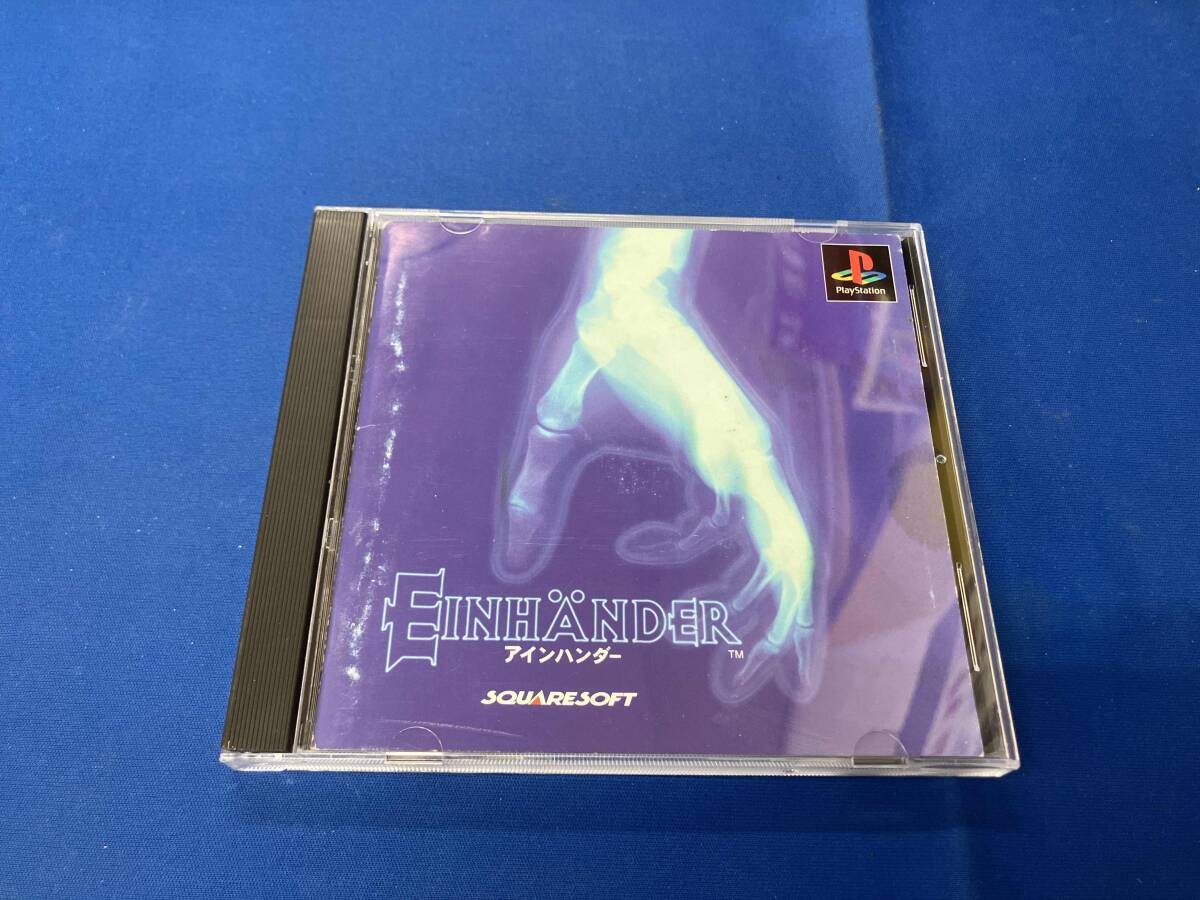 PlayStation
EINHÄNDER
アインハンダー
TM
SQUARESOFT